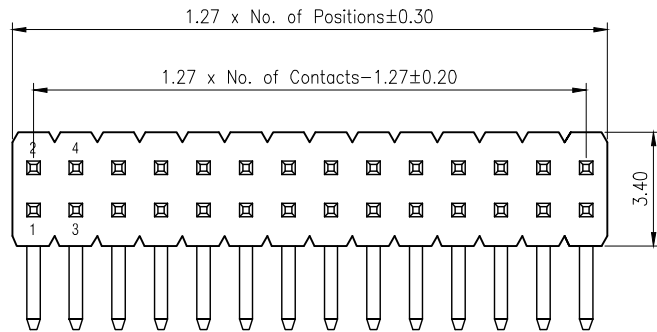 1.27 x No. of Positions±0.30
1.27 x No. of Contacts-1.27±0.20
2 4
1 3
3.40